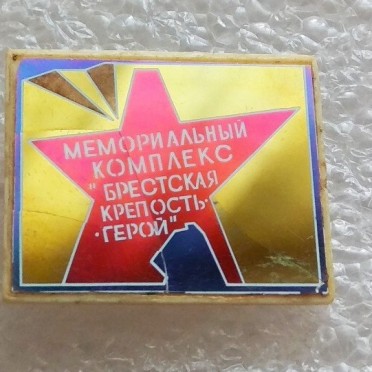 МЕМОРИАЛЬНЫЙ
КОМПЛЕКС
"БРЕСТСКАЯ
КРЕПОСТЬ·
·ГЕРОЙ"